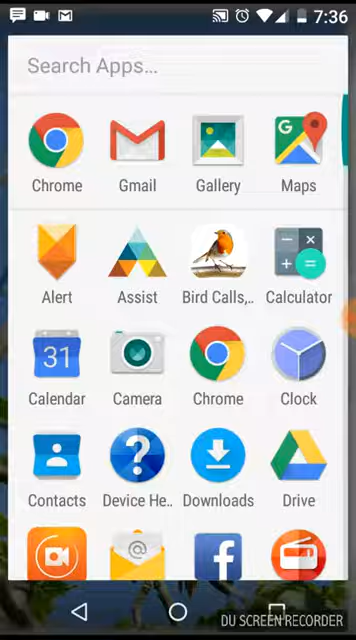 7:36
Search Apps...
Chrome
Gmail
Gallery
G
Maps
Alert
Assist
Bird Calls,..
Calculator
31
Calendar
Camera
Chrome
Clock
Contacts
?
Device He..
Downloads
Drive
@
f
DU SCREEN RECORDER